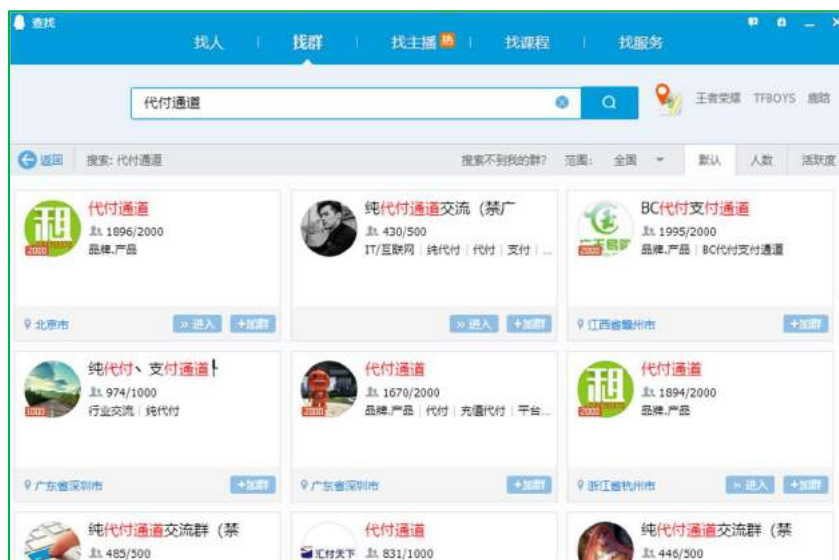 查找
找人
找群
找主播 热
找课程
找服务
代付通道
王者荣耀 TFBOYS 鹿晗
返回
搜索: 代付通道
搜索不到我的群?
范围: 全国
默认
人数
活跃度
代付通道
1896/2000
品牌.产品
2000
北京市
进入
+加群
纯代付通道交流（禁广
430/500
IT/互联网 | 纯代付 | 代付 | 支付 | ...
进入
+加群
BC代付支付通道
1995/2000
品牌.产品 | BC代付支付通道
2000
江西省赣州市
+加群
纯代付、支付通道
974/1000
行业交流 | 纯代付
1000
广东省深圳市
+加群
代付通道
1670/2000
品牌.产品 | 代付 | 充值代付 | 平台...
2000
广东省深圳市
+加群
租
代付通道
1894/2000
品牌.产品
2000
浙江省杭州市
进入
+加群
纯代付通道交流群（禁
485/500
汇付天下
代付通道
831/1000
纯代付通道交流群（禁
446/500